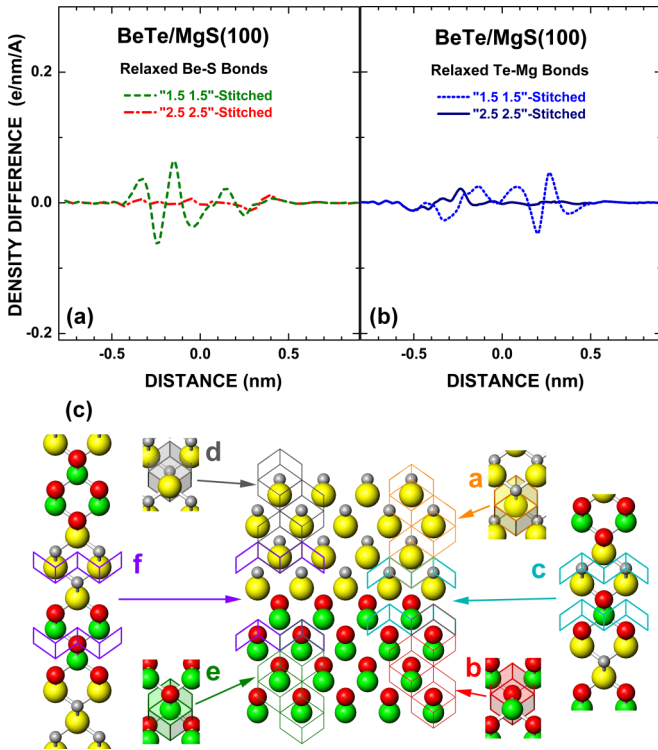 BeTe/MgS(100)
Relaxed Be-S Bonds
"1.5 1.5"-Stitched
"2.5 2.5"-Stitched
(a)
BeTe/MgS(100)
Relaxed Te-Mg Bonds
"1.5 1.5"-Stitched
"2.5 2.5"-Stitched
(b)
DENSITY DIFFERENCE (e/nm/A)
0.2
0.0
-0.2
-0.5 0.0 0.5
-0.5 0.0 0.5
DISTANCE (nm)
DISTANCE (nm)
(c)
d
a
f
c
e
b